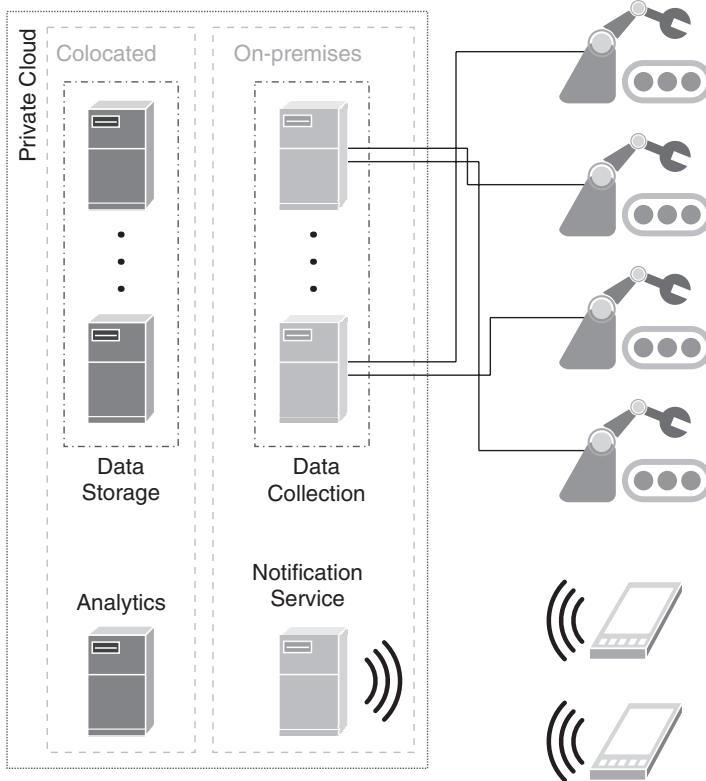 Private Cloud
Colocated
On-premises
Data
Storage
Data
Collection
Analytics
Notification
Service